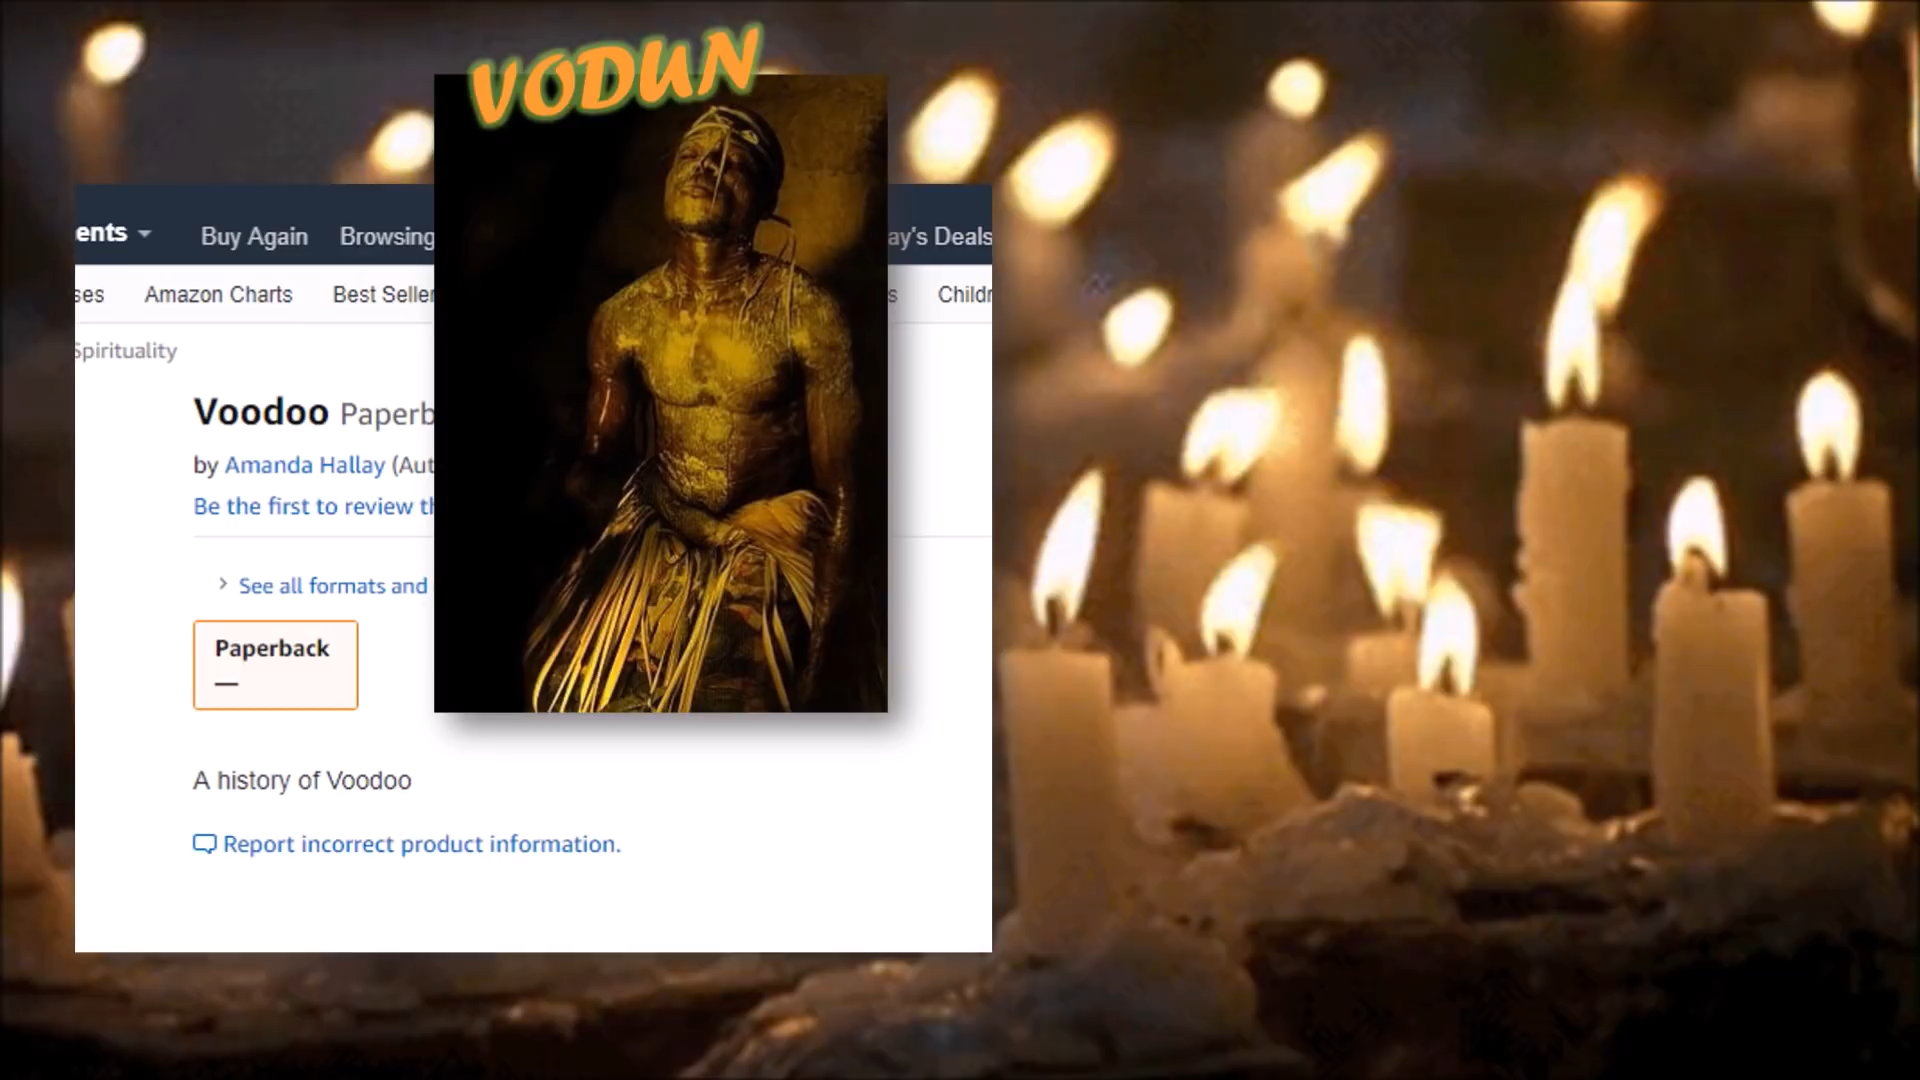 VODUN
ents
Buy Again
Browsing
ay's Deals
ses
Amazon Charts
Best Seller
s
Childr
Spirituality
Voodoo Paperb
by Amanda Hallay (Aut
Be the first to review th
See all formats and
Paperback
—
A history of Voodoo
Report incorrect product information.